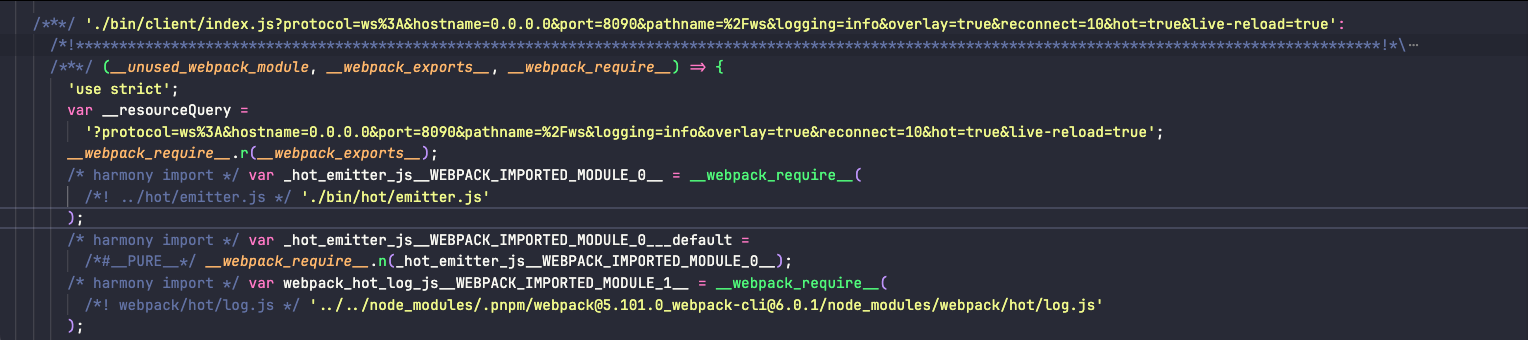 /***/ './bin/client/index.js?protocol=ws%3A&hostname=0.0.0.0&port=8090&pathname=%2Fws&logging=info&overlay=true&reconnect=10&hot=true&live-reload=true':
/*!*******************************************************************************************************************************************************!*\…
/***/ (__unused_webpack_module, __webpack_exports__, __webpack_require__) => {
'use strict';
var __resourceQuery =
'?protocol=ws%3A&hostname=0.0.0.0&port=8090&pathname=%2Fws&logging=info&overlay=true&reconnect=10&hot=true&live-reload=true';
__webpack_require__.r(__webpack_exports__);
/* harmony import */ var _hot_emitter_js__WEBPACK_IMPORTED_MODULE_0__ = __webpack_require__(
/*! ../hot/emitter.js */ './bin/hot/emitter.js'
);
/* harmony import */ var _hot_emitter_js__WEBPACK_IMPORTED_MODULE_0___default =
/*#__PURE__*/ __webpack_require__.n(_hot_emitter_js__WEBPACK_IMPORTED_MODULE_0__);
/* harmony import */ var webpack_hot_log_js__WEBPACK_IMPORTED_MODULE_1__ = __webpack_require__(
/*! webpack/hot/log.js */ '../../node_modules/.pnpm/webpack@5.101.0_webpack-cli@6.0.1/node_modules/webpack/hot/log.js'
);